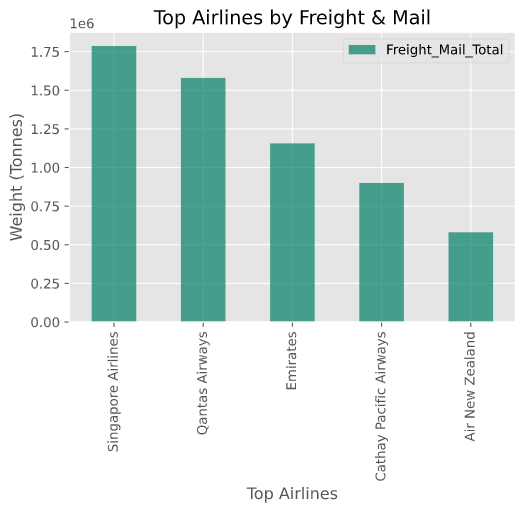 Top Airlines by Freight & Mail
1e6
Freight_Mail_Total
1.75
1.50
1.25
1.00
0.75
0.50
0.25
0.00
Weight (Tonnes)
Singapore Airlines
Qantas Airways
Emirates
Cathay Pacific Airways
Air New Zealand
Top Airlines